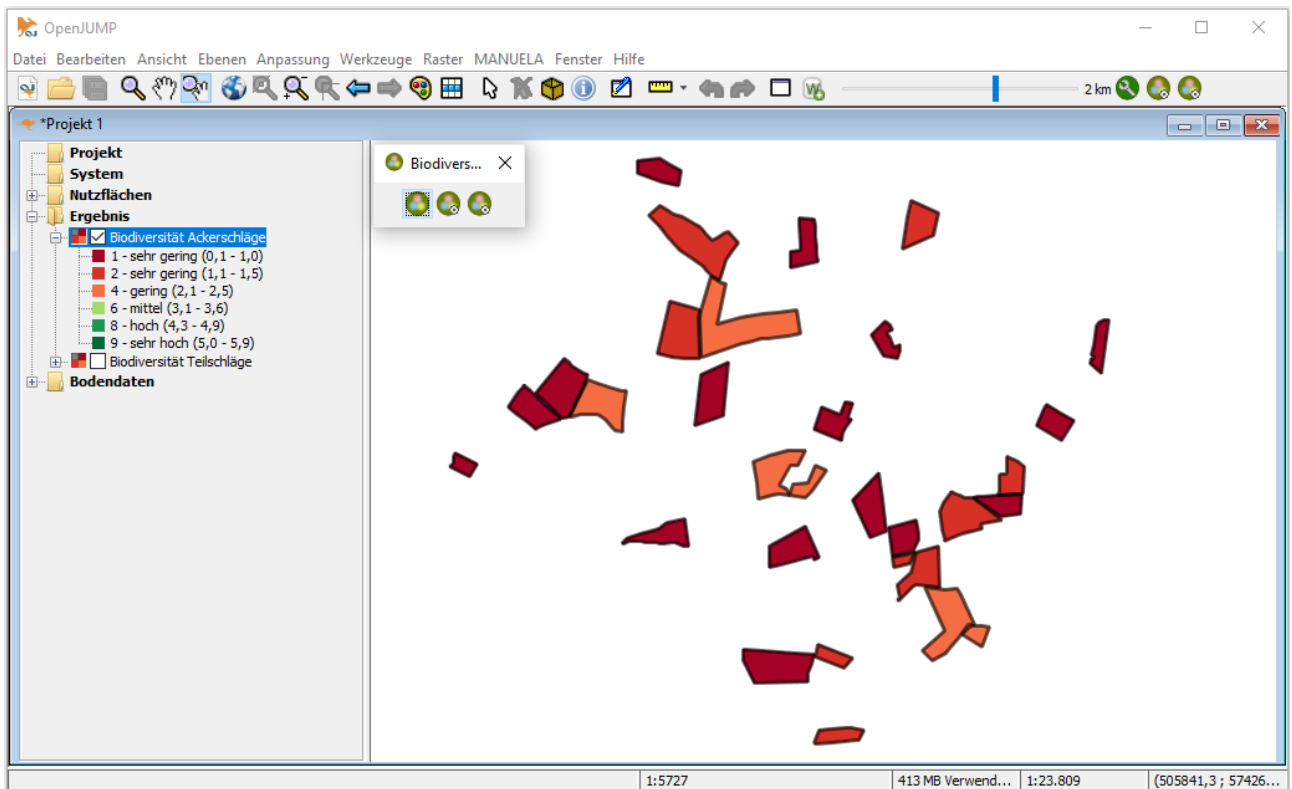 OpenJUMP
Datei Bearbeiten Ansicht Ebenen Anpassung Werkzeuge Raster MANUELA Fenster Hilfe
2 km
*Projekt 1
Projekt
System
Nutzflächen
Ergebnis
Biodiversität Ackerschläge
1 - sehr gering (0,1 - 1,0)
2 - sehr gering (1,1 - 1,5)
4 - gering (2,1 - 2,5)
6 - mittel (3,1 - 3,6)
8 - hoch (4,3 - 4,9)
9 - sehr hoch (5,0 - 5,9)
Biodiversität Teilschläge
Bodendaten
Biodivers...
1:5727
413 MB Verwend...
1:23.809
(505841,3 ; 57426...